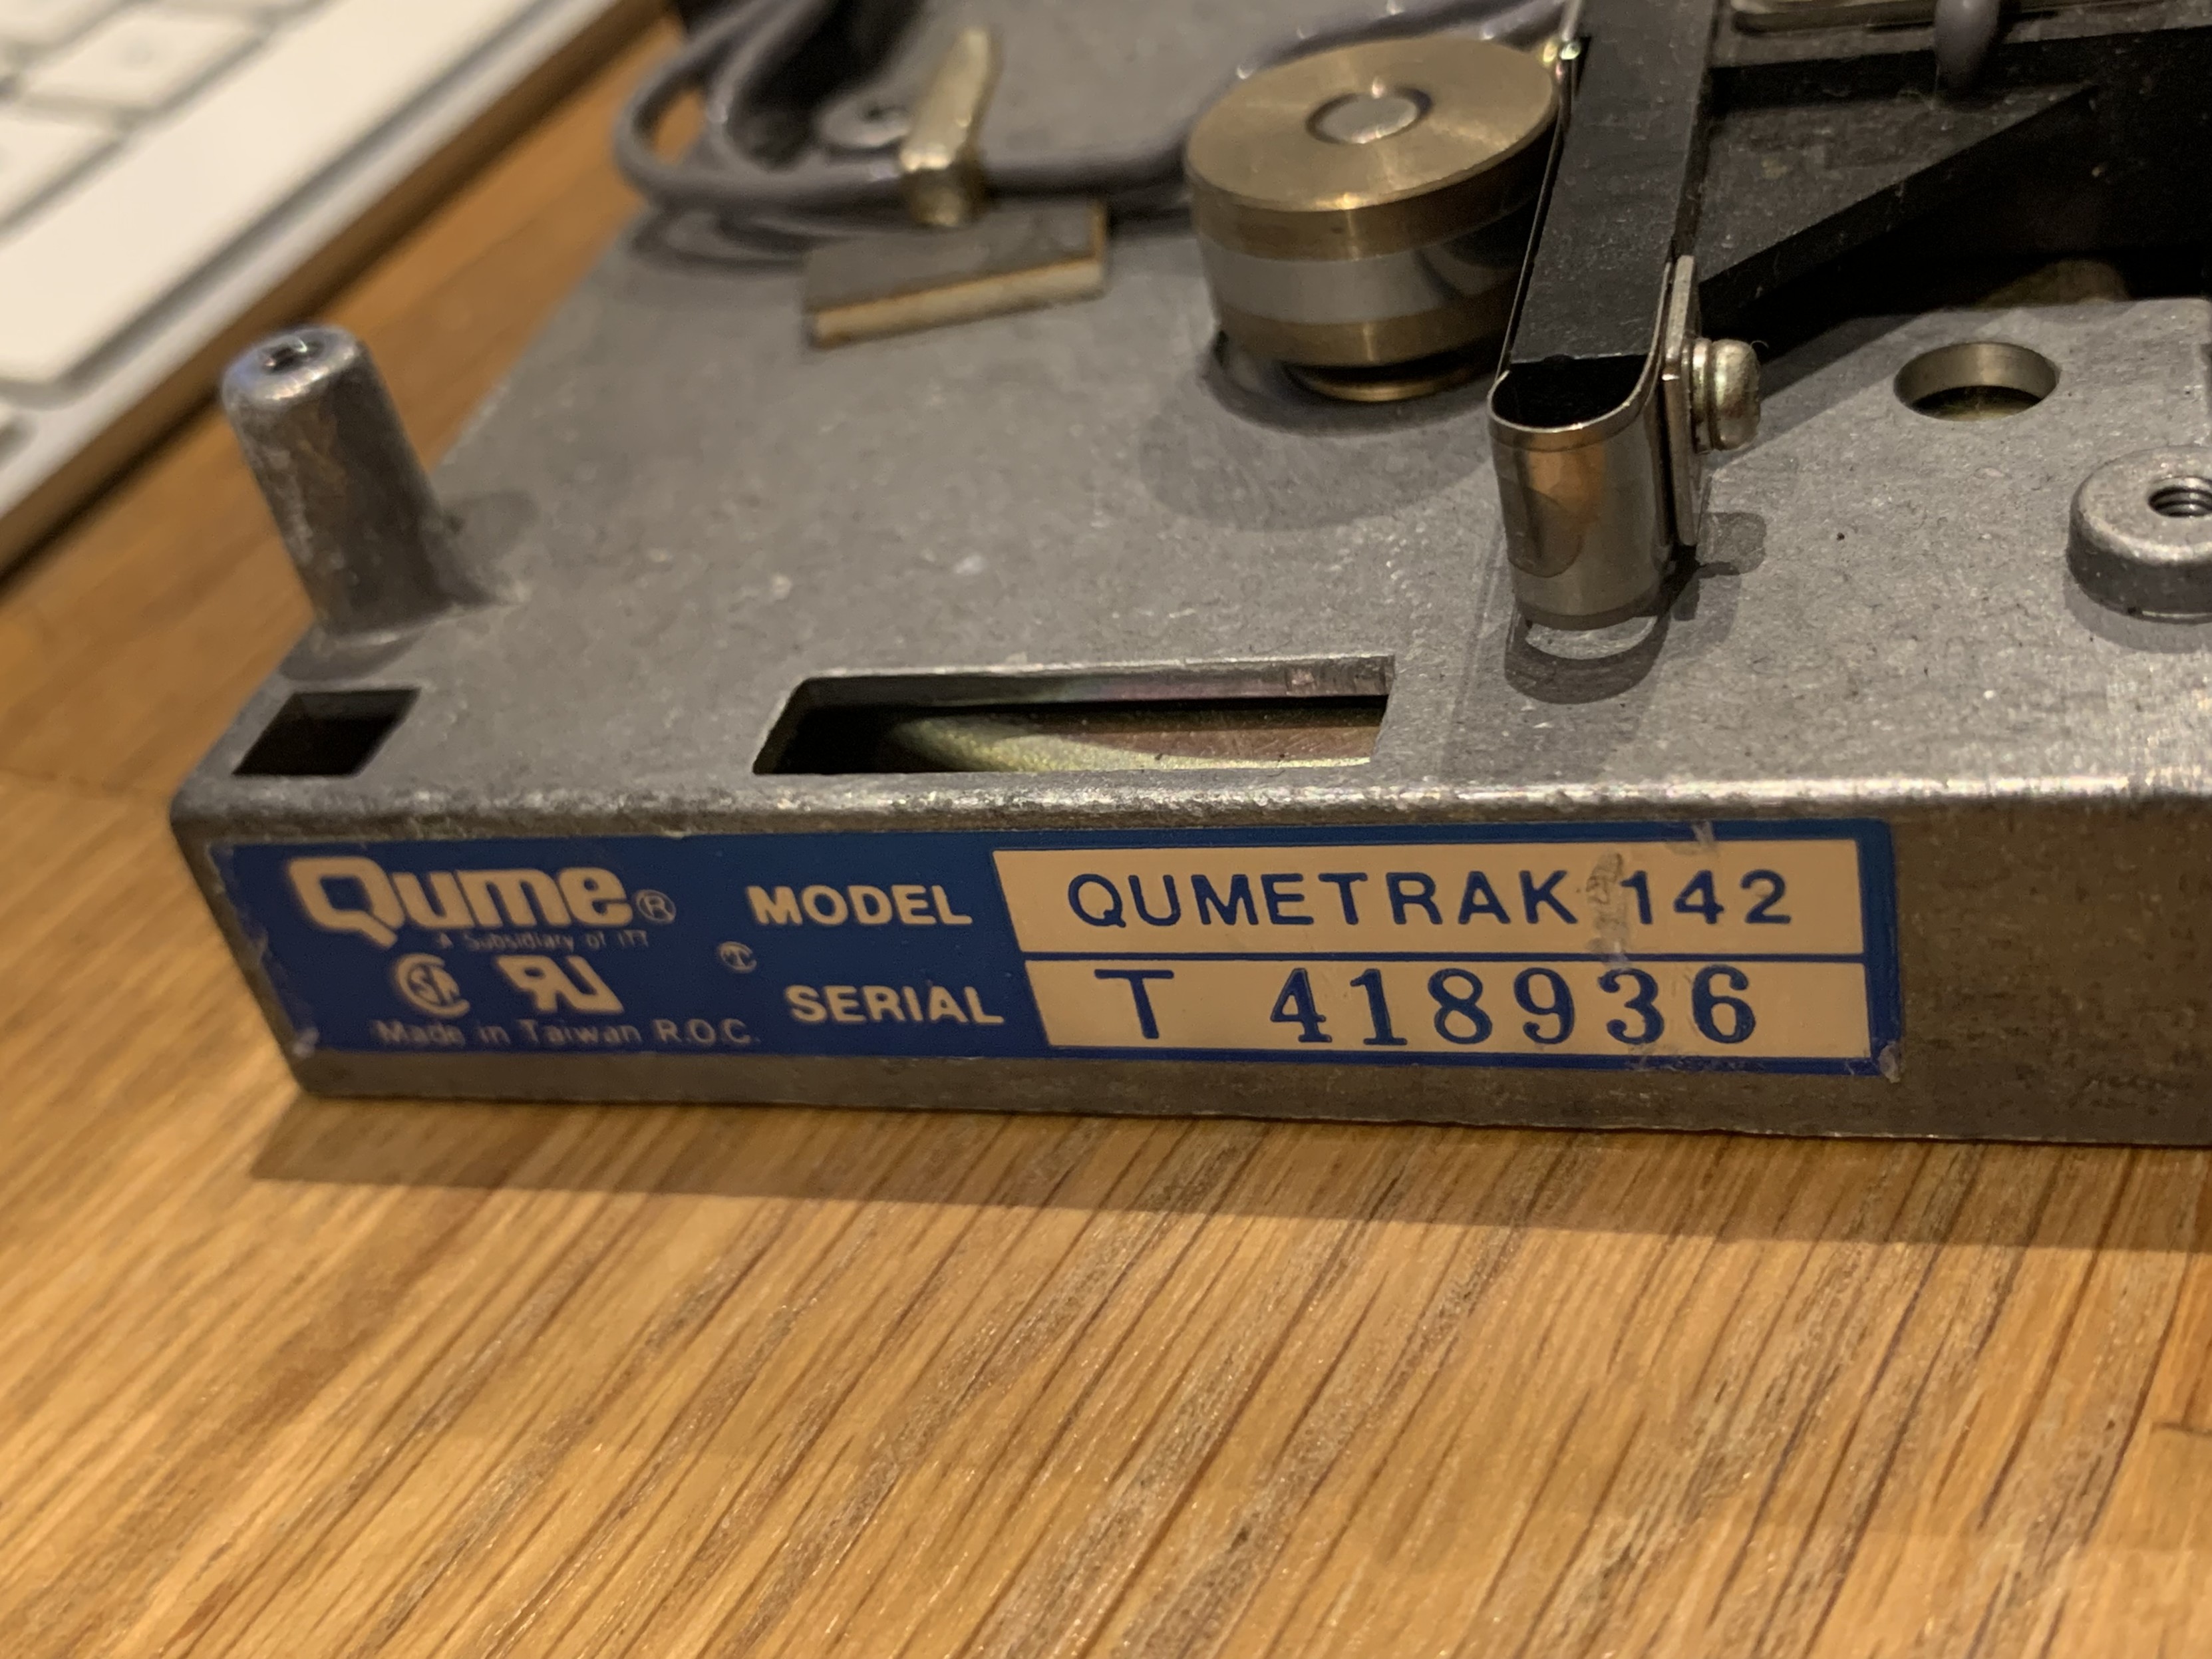 Qume®
A Subsidiary of ITT
Made in Taiwan R.O.C.
MODEL QUMETRAK 142
SERIAL T 418936